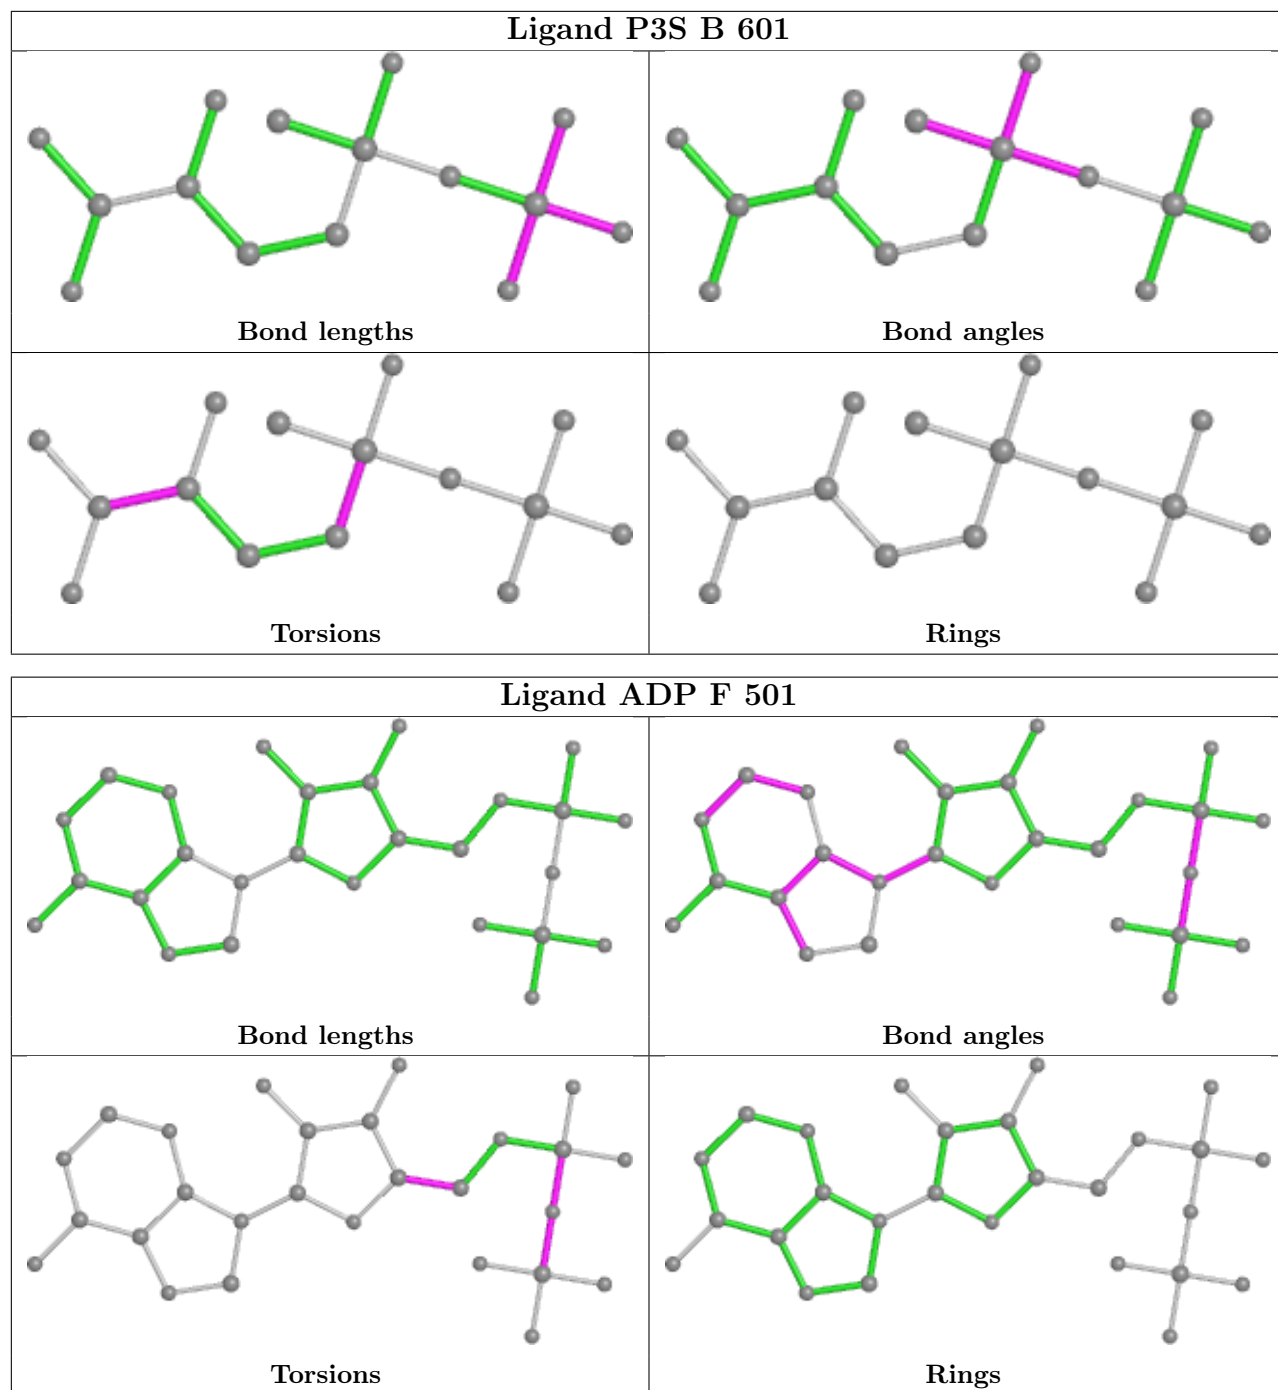 Ligand P3S B 601
Bond lengths
Bond angles
Torsions
Rings
Ligand ADP F 501
Bond lengths
Bond angles
Torsions
Rings